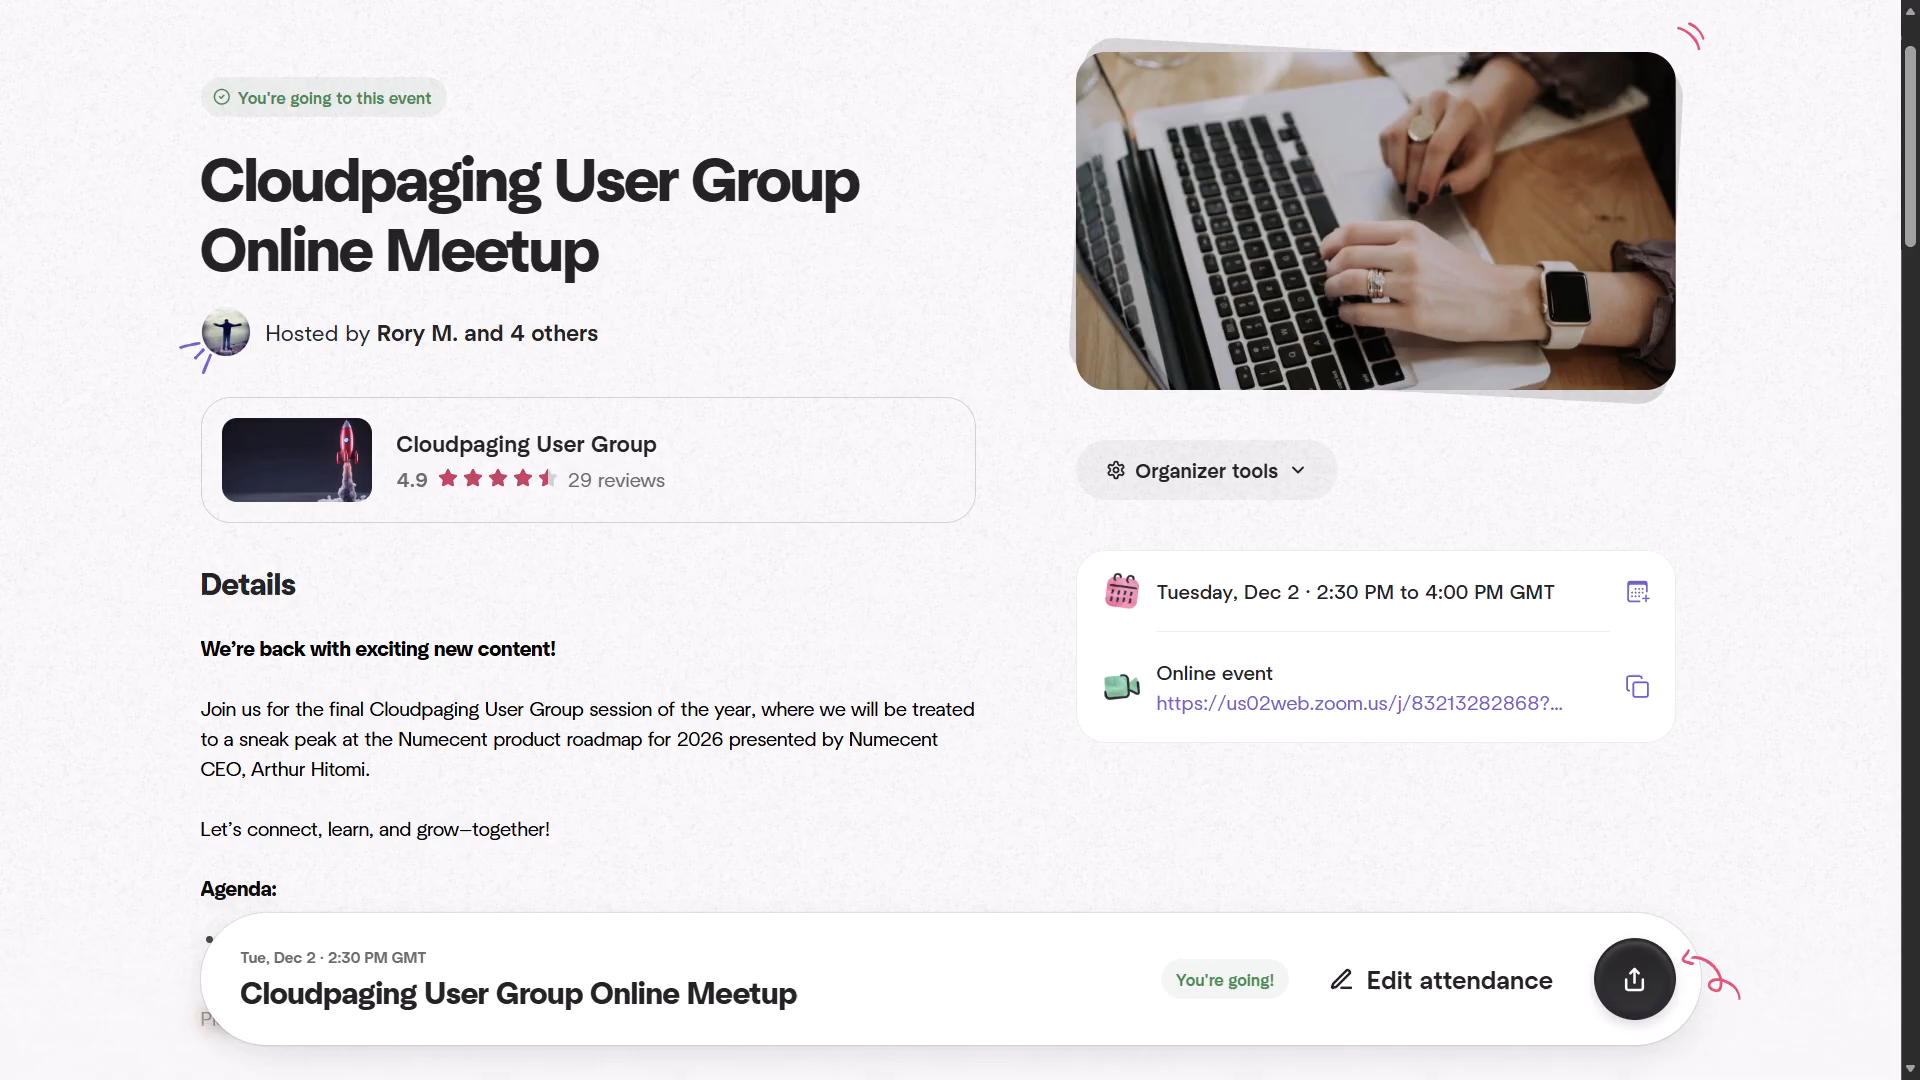 You're going to this event
Cloudpaging User Group
Online Meetup
Hosted by Rory M. and 4 others
Cloudpaging User Group
4.9 29 reviews
Details
We’re back with exciting new content!
Join us for the final Cloudpaging User Group session of the year, where we will be treated
to a sneak peak at the Numecent product roadmap for 2026 presented by Numecent
CEO, Arthur Hitomi.
Let’s connect, learn, and grow—together!
Agenda:
Organizer tools
Tuesday, Dec 2 · 2:30 PM to 4:00 PM GMT
Online event
https://us02web.zoom.us/j/83213282868?...
Tue, Dec 2 · 2:30 PM GMT
Cloudpaging User Group Online Meetup
You're going!
Edit attendance